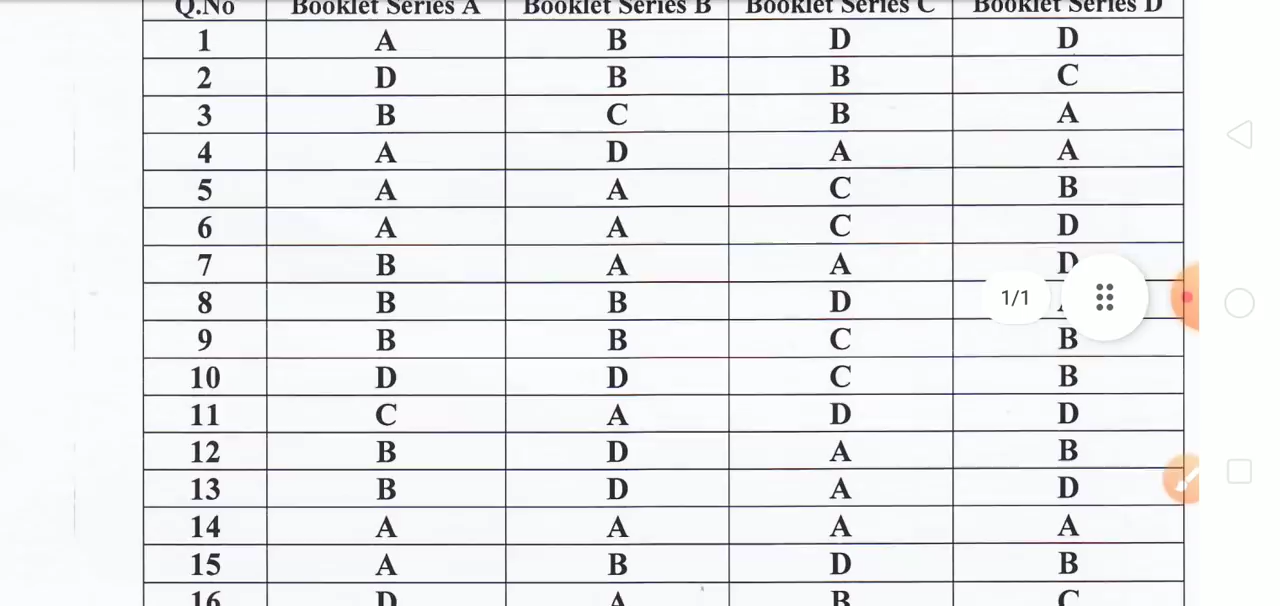 Q.No Booklet Series A Booklet Series B Booklet Series C Booklet Series D
1 A B D D
2 D B B C
3 B C B A
4 A D A A
5 A A C B
6 A A C D
7 B A A D
8 B B D
9 B B C B
10 D D C B
11 C A D D
12 B D A B
13 B D A D
14 A A A A
15 A B D B
16 D A B C
1/1